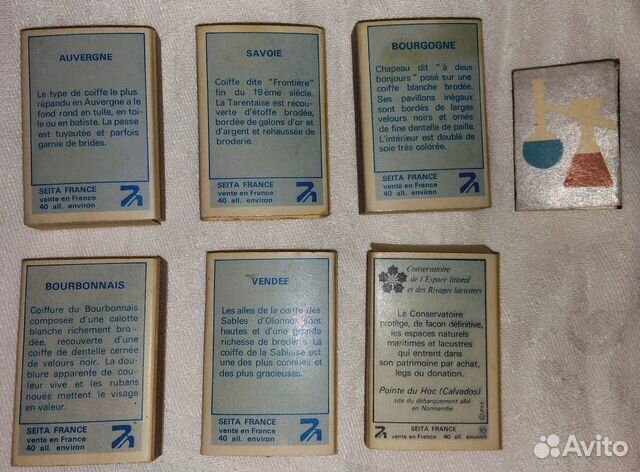 AUVERGNE
Le type de coiffe le plus
répandu en Auvergne a le
fond rond en tulle, en toi-
le ou en batiste. La passe
est tuyautée et parfois
garnie de brides.
SEITA FRANCE
vente en France
40 all. environ
SAVOIE
Coiffe dite "Frontière"
fin du 19ème siècle.
La Tarentaise est recou-
verte d'étoffe brodée,
bordée de galons d'or et
d'argent et rehaussée de
broderie.
SEITA FRANCE
vente en France
40 all. environ
BOURGOGNE
Chapeau dit "à deux
bonjours" posé sur une
coiffe blanche brodée.
Ses pavillons inégaux
sont bordés de larges
velours noirs et ornés
de fine dentelle de paille.
L'intérieur est doublé de
soie très colorée.
SEITA FRANCE
vente en France
40 all. environ
BOURBONNAIS
Coiffure du Bourbonnais
composée d'une calotte
blanche richement bro-
dée, recouverte d'une
coiffe de dentelle cernée
de velours noir. La dou-
blure apparente de cou-
leur vive et les rubans
noués mettent le visage
en valeur.
SEITA FRANCE
vente en France
40 all. environ
VENDEE
Les ailes de la coiffe des
Sables d'Olonne sont
hautes et d'une grande
richesse de broderie. La
coiffe de la Sablaise est
une des plus connues et
des plus gracieuses.
SEITA FRANCE
vente en France
40 all. environ
Conservatoire
de l'Espace littoral
et des Rivages lacustres
Le Conservatoire
protège, de façon définitive,
les espaces naturels
maritimes et lacustres
qui entrent dans
son patrimoine par achat,
legs ou donation.
Pointe du Hoc (Calvados)
site du débarquement allié
en Normandie
SEITA FRANCE
vente en France 40 all. environ
10
Avito